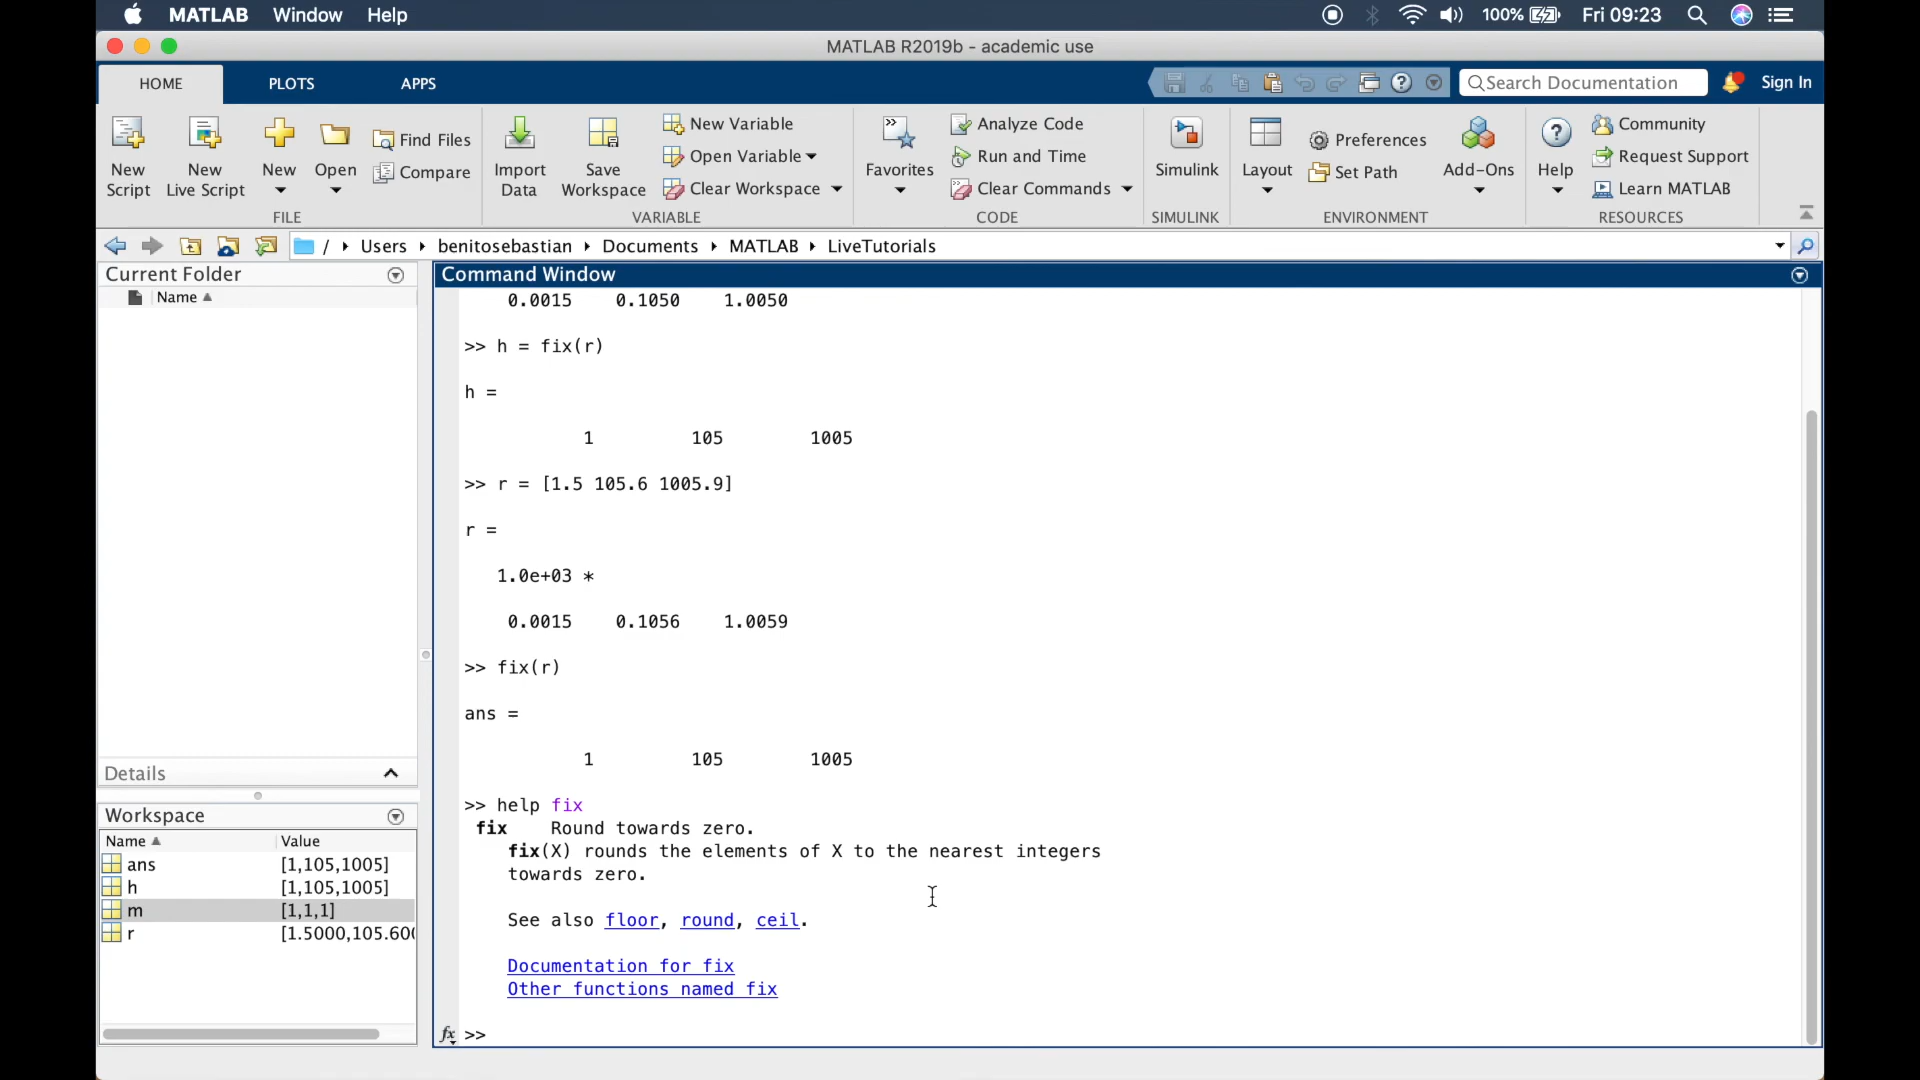 MATLAB Window Help 100% Fri 09:23
MATLAB R2019b - academic use
HOME PLOTS APPS Search Documentation Sign In
New Script New Live Script New Open Find Files Compare
FILE
Import Data Save Workspace New Variable Open Variable Clear Workspace
VARIABLE
Favorites Analyze Code Run and Time Clear Commands
CODE
Simulink
SIMULINK
Layout Preferences Set Path Add-Ons
ENVIRONMENT
Help Community Request Support Learn MATLAB
RESOURCES
/ Users benitosebastian Documents MATLAB LiveTutorials
Current Folder
Name
Details
Workspace
Name Value
ans [1,105,1005]
h [1,105,1005]
m [1,1,1]
r [1.5000,105.600
Command Window
0.0015 0.1050 1.0050
>> h = fix(r)
h =
1 105 1005
>> r = [1.5 105.6 1005.9]
r =
1.0e+03 *
0.0015 0.1056 1.0059
>> fix(r)
ans =
1 105 1005
>> help fix
fix Round towards zero.
fix(X) rounds the elements of X to the nearest integers
towards zero.
See also floor, round, ceil.
Documentation for fix
Other functions named fix
fx >>